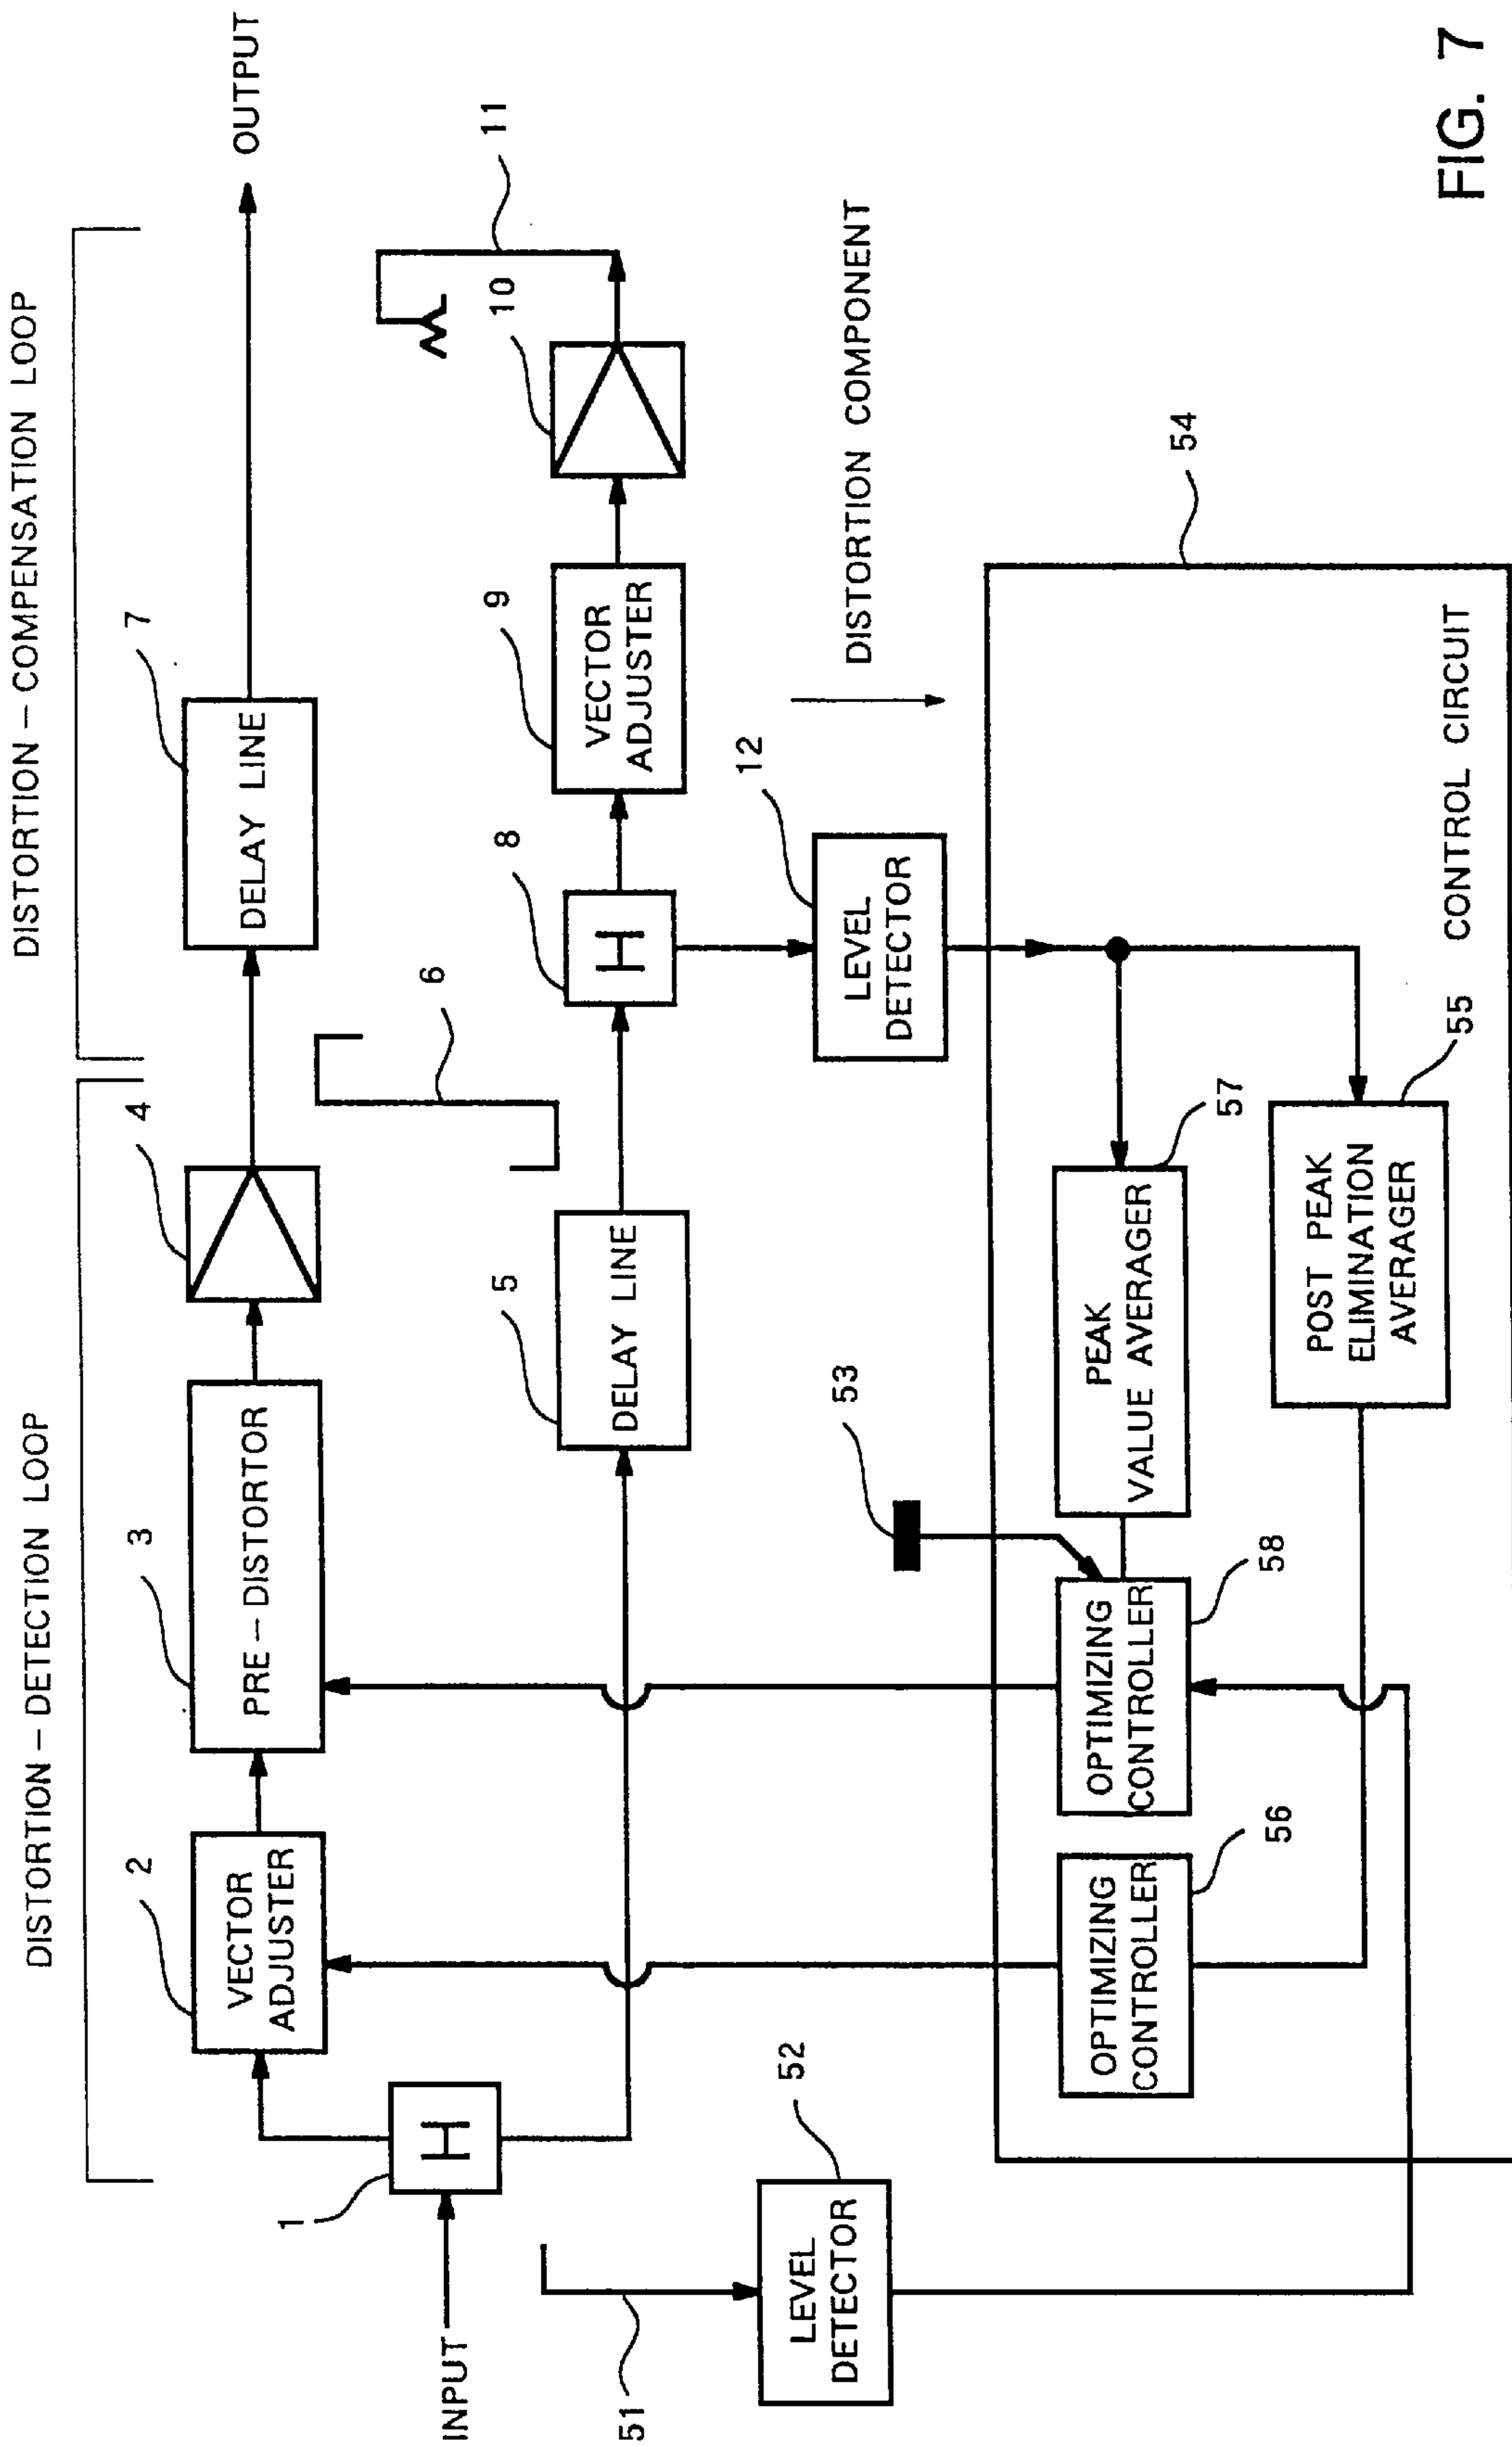 DISTORTION – DETECTION LOOP
DISTORTION – COMPENSATION LOOP
2
VECTOR
ADJUSTER
3
PRE – DISTORTOR
4
7
DELAY LINE
OUTPUT
1
H
INPUT
5
DELAY LINE
6
8
H
9
VECTOR
ADJUSTER
10
11
51
52
LEVEL
DETECTOR
53
12
LEVEL
DETECTOR
DISTORTION COMPONENT
54
OPTIMIZING
CONTROLLER
56
OPTIMIZING
CONTROLLER
58
PEAK
VALUE AVERAGER
57
POST PEAK
ELIMINATION
AVERAGER
55
CONTROL CIRCUIT
FIG. 7